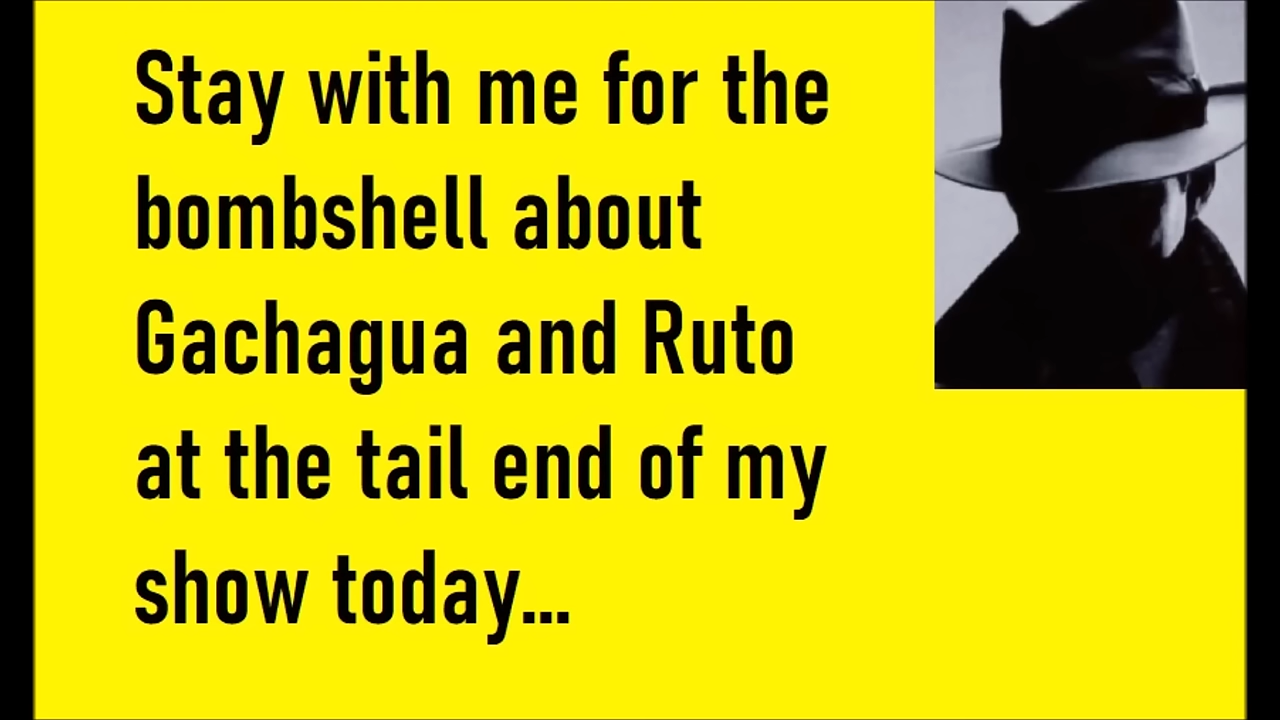 Stay with me for the
bombshell about
Gachagua and Ruto
at the tail end of my
show today...